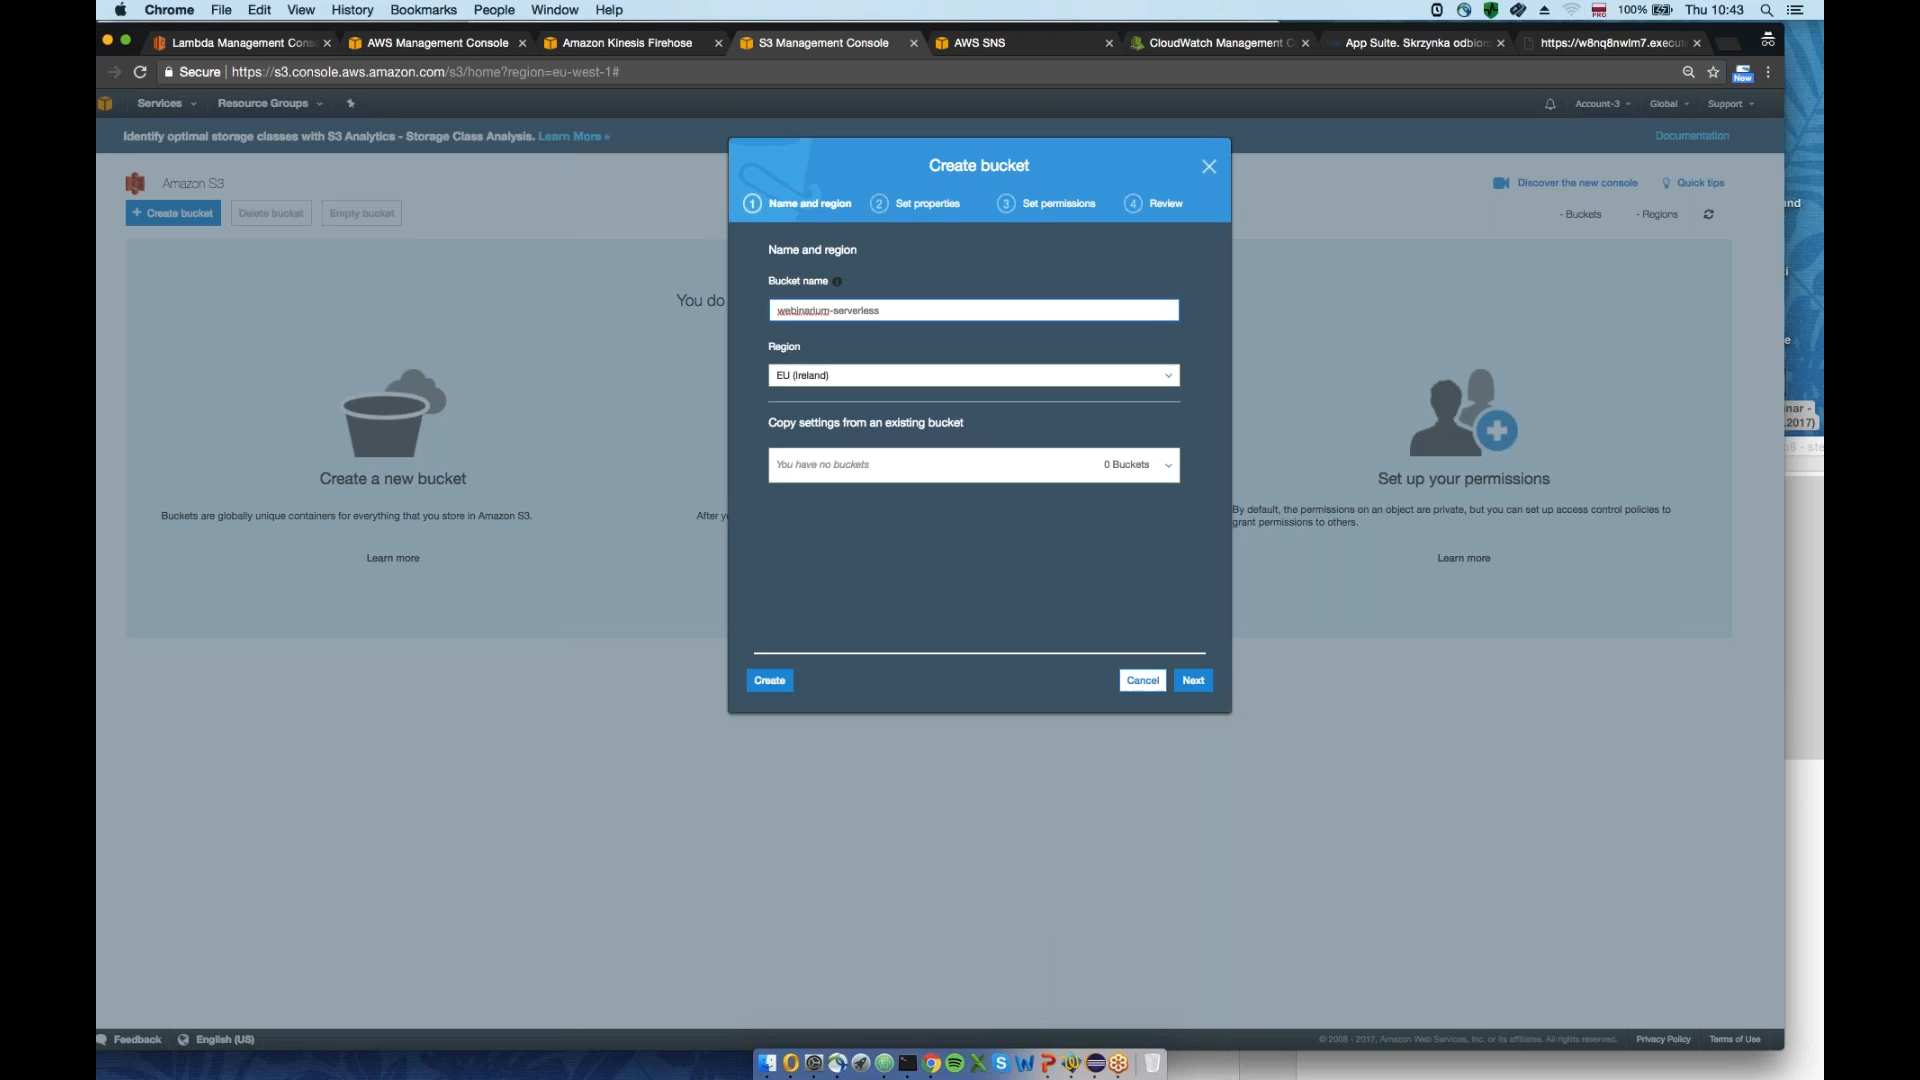 Chrome File Edit View History Bookmarks People Window Help
100% Thu 10:43
Lambda Management Cons
AWS Management Console
Amazon Kinesis Firehose
S3 Management Console
AWS SNS
CloudWatch Management C
App Suite. Skrzynka odbior
https://w8nq8nwlm7.execut
Secure | https://s3.console.aws.amazon.com/s3/home?region=eu-west-1#
New
Services Resource Groups
Account-3 Global Support
Identify optimal storage classes with S3 Analytics - Storage Class Analysis. Learn More »
Documentation
Amazon S3
Discover the new console Quick tips
+ Create bucket Delete bucket Empty bucket
- Buckets - Regions
You do
Create a new bucket
Buckets are globally unique containers for everything that you store in Amazon S3.
Learn more
After y
Create bucket
1 Name and region 2 Set properties 3 Set permissions 4 Review
Name and region
Bucket name
webinarium-serverless
Region
EU (Ireland)
Copy settings from an existing bucket
You have no buckets 0 Buckets
Create Cancel Next
Set up your permissions
By default, the permissions on an object are private, but you can set up access control policies to
grant permissions to others.
Learn more
nar -
.2017)
Feedback English (US)
© 2008 - 2017, Amazon Web Services, Inc. or its affiliates. All rights reserved. Privacy Policy Terms of Use